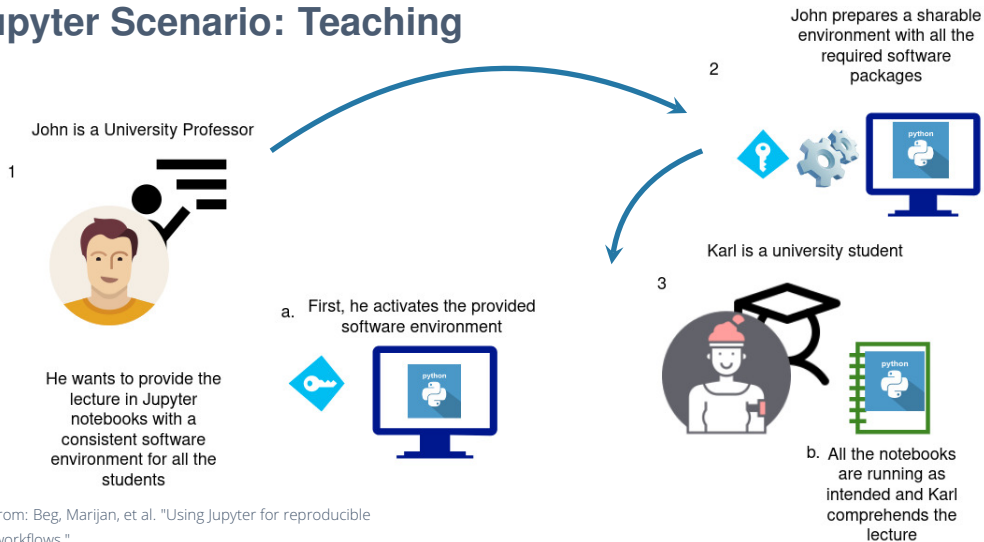 upyter Scenario: Teaching
1
John is a University Professor
He wants to provide the
lecture in Jupyter
notebooks with a
consistent software
environment for all the
students
2
John prepares a sharable
environment with all the
required software
packages
python
3
Karl is a university student
a. First, he activates the provided
software environment
python
python
b. All the notebooks
are running as
intended and Karl
comprehends the
lecture
rom: Beg, Marijan, et al. "Using Jupyter for reproducible
workflows."